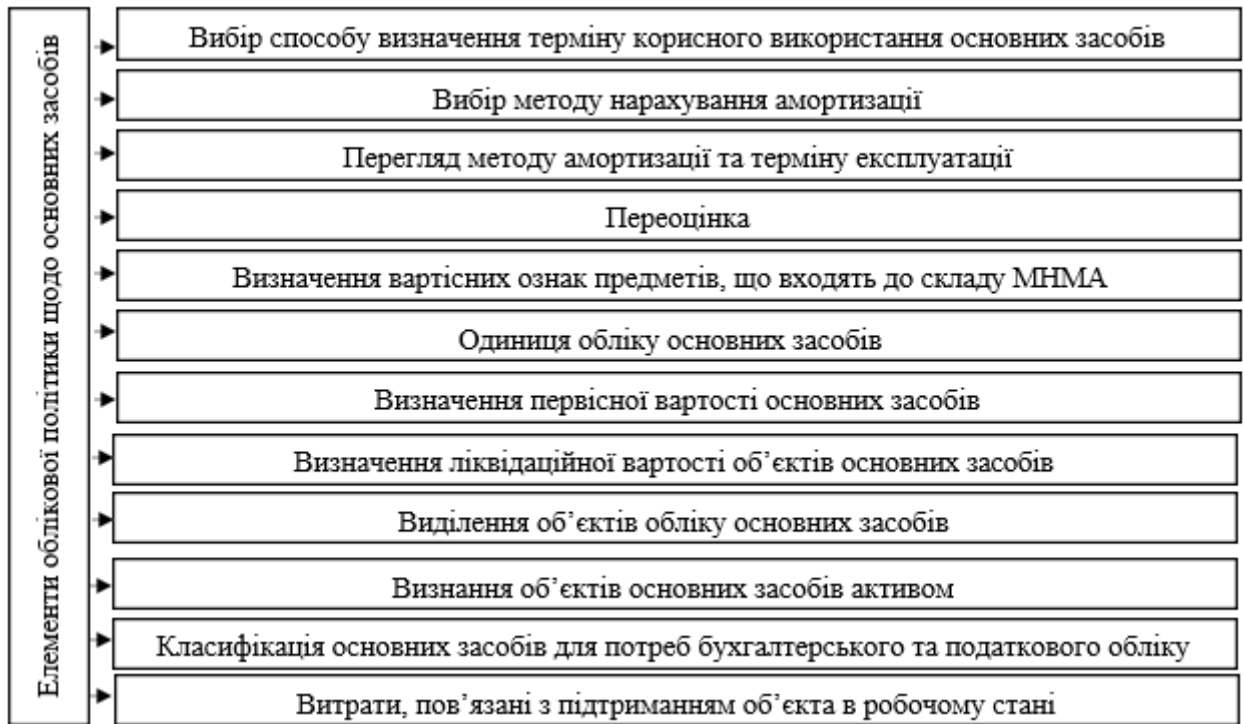 Елементи облікової політики щодо основних засобів
Вибір способу визначення терміну корисного використання основних засобів
Вибір методу нарахування амортизації
Перегляд методу амортизації та терміну експлуатації
Переоцінка
Визначення вартісних ознак предметів, що входять до складу МНМА
Одиниця обліку основних засобів
Визначення первісної вартості основних засобів
Визначення ліквідаційної вартості об’єктів основних засобів
Виділення об’єктів обліку основних засобів
Визнання об’єктів основних засобів активом
Класифікація основних засобів для потреб бухгалтерського та податкового обліку
Витрати, пов’язані з підтриманням об’єкта в робочому стані